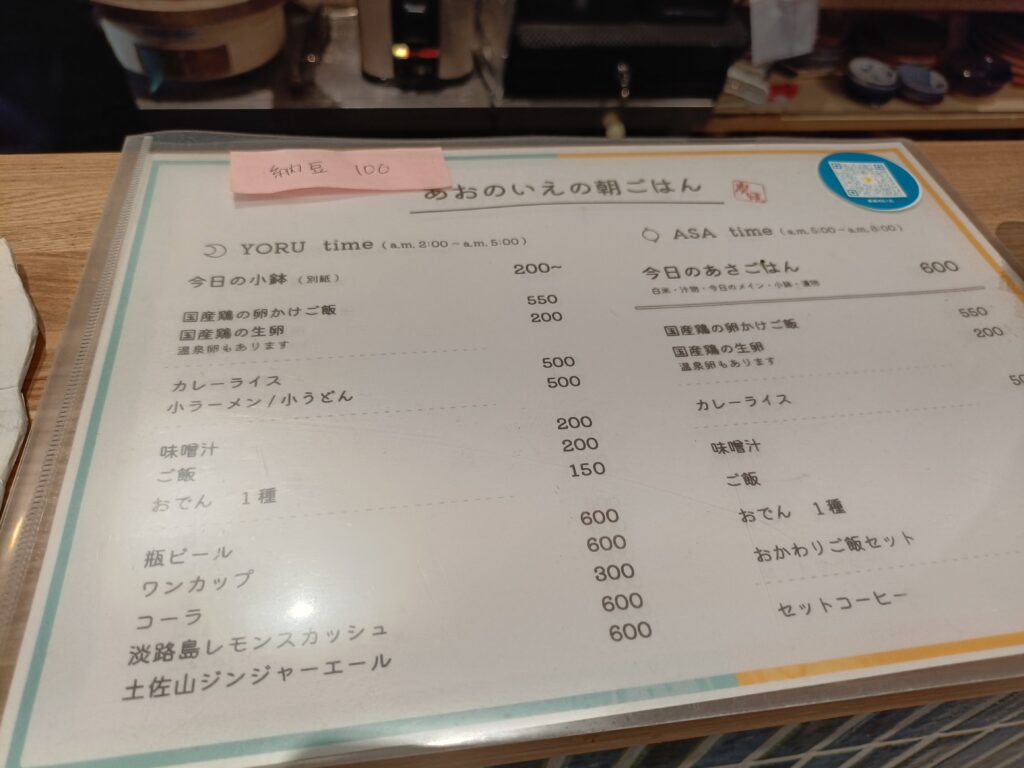 納豆 100
あおのいえの朝ごはん
YORU time (a.m. 2:00 ~ a.m. 5:00)
今日の小鉢 (別紙) 200~
国産鶏の卵かけご飯 550
国産鶏の生卵 200
温泉卵もあります
カレーライス 500
小ラーメン / 小うどん 500
味噌汁 200
ご飯 200
おでん 1種 150
瓶ビール 600
ワンカップ 600
コーラ 300
淡路島レモンスカッシュ 600
土佐山ジンジャーエール 600
ASA time (a.m. 5:00 ~ a.m. 8:00)
今日のあさごはん 600
白米・汁物・今日のメイン・小鉢・漬物
国産鶏の卵かけご飯 550
国産鶏の生卵 200
温泉卵もあります
カレーライス 50
味噌汁
ご飯
おでん 1種
おかわりご飯セット
セットコーヒー